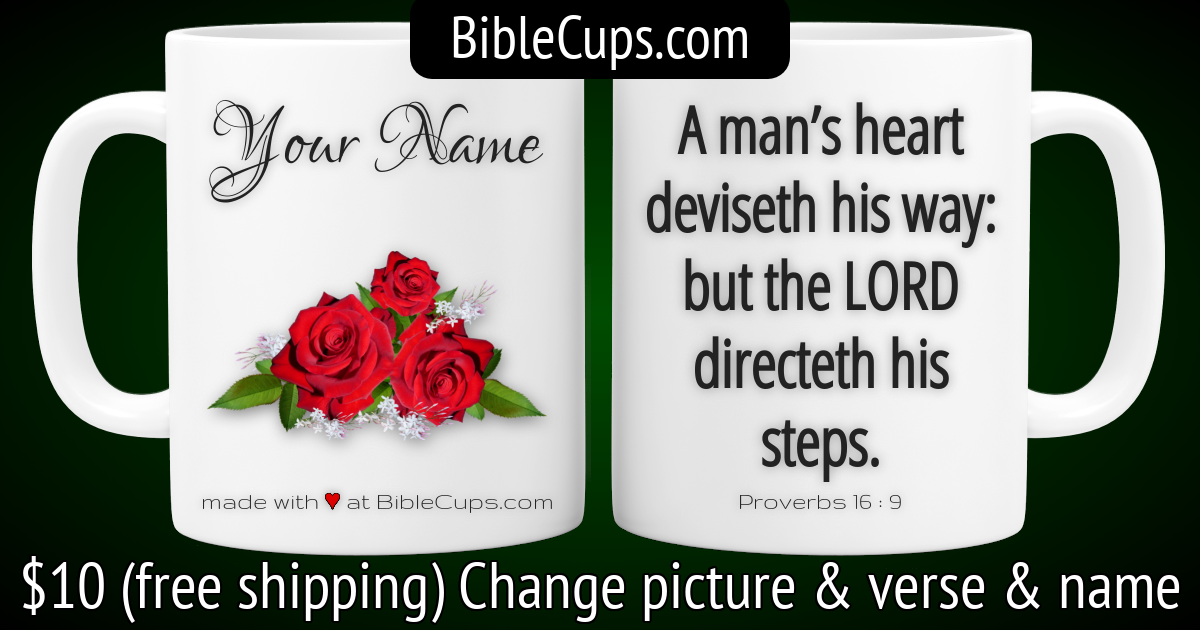 BibleCups.com
Your Name
made with ♥ at BibleCups.com
A man’s heart
deviseth his way:
but the LORD
directeth his
steps.
Proverbs 16 : 9
$10 (free shipping) Change picture & verse & name